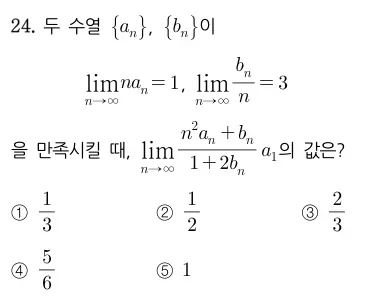 24. 두 수열 {aₙ}, {bₙ}이
lim_{n→∞} naₙ = 1, lim_{n→∞} bₙ/n = 3
을 만족시킬 때, lim_{n→∞} (n²aₙ + bₙ)/(1 + 2bₙ) a₁의 값은?
① 1/3 ② 1/2 ③ 2/3
④ 5/6 ⑤ 1